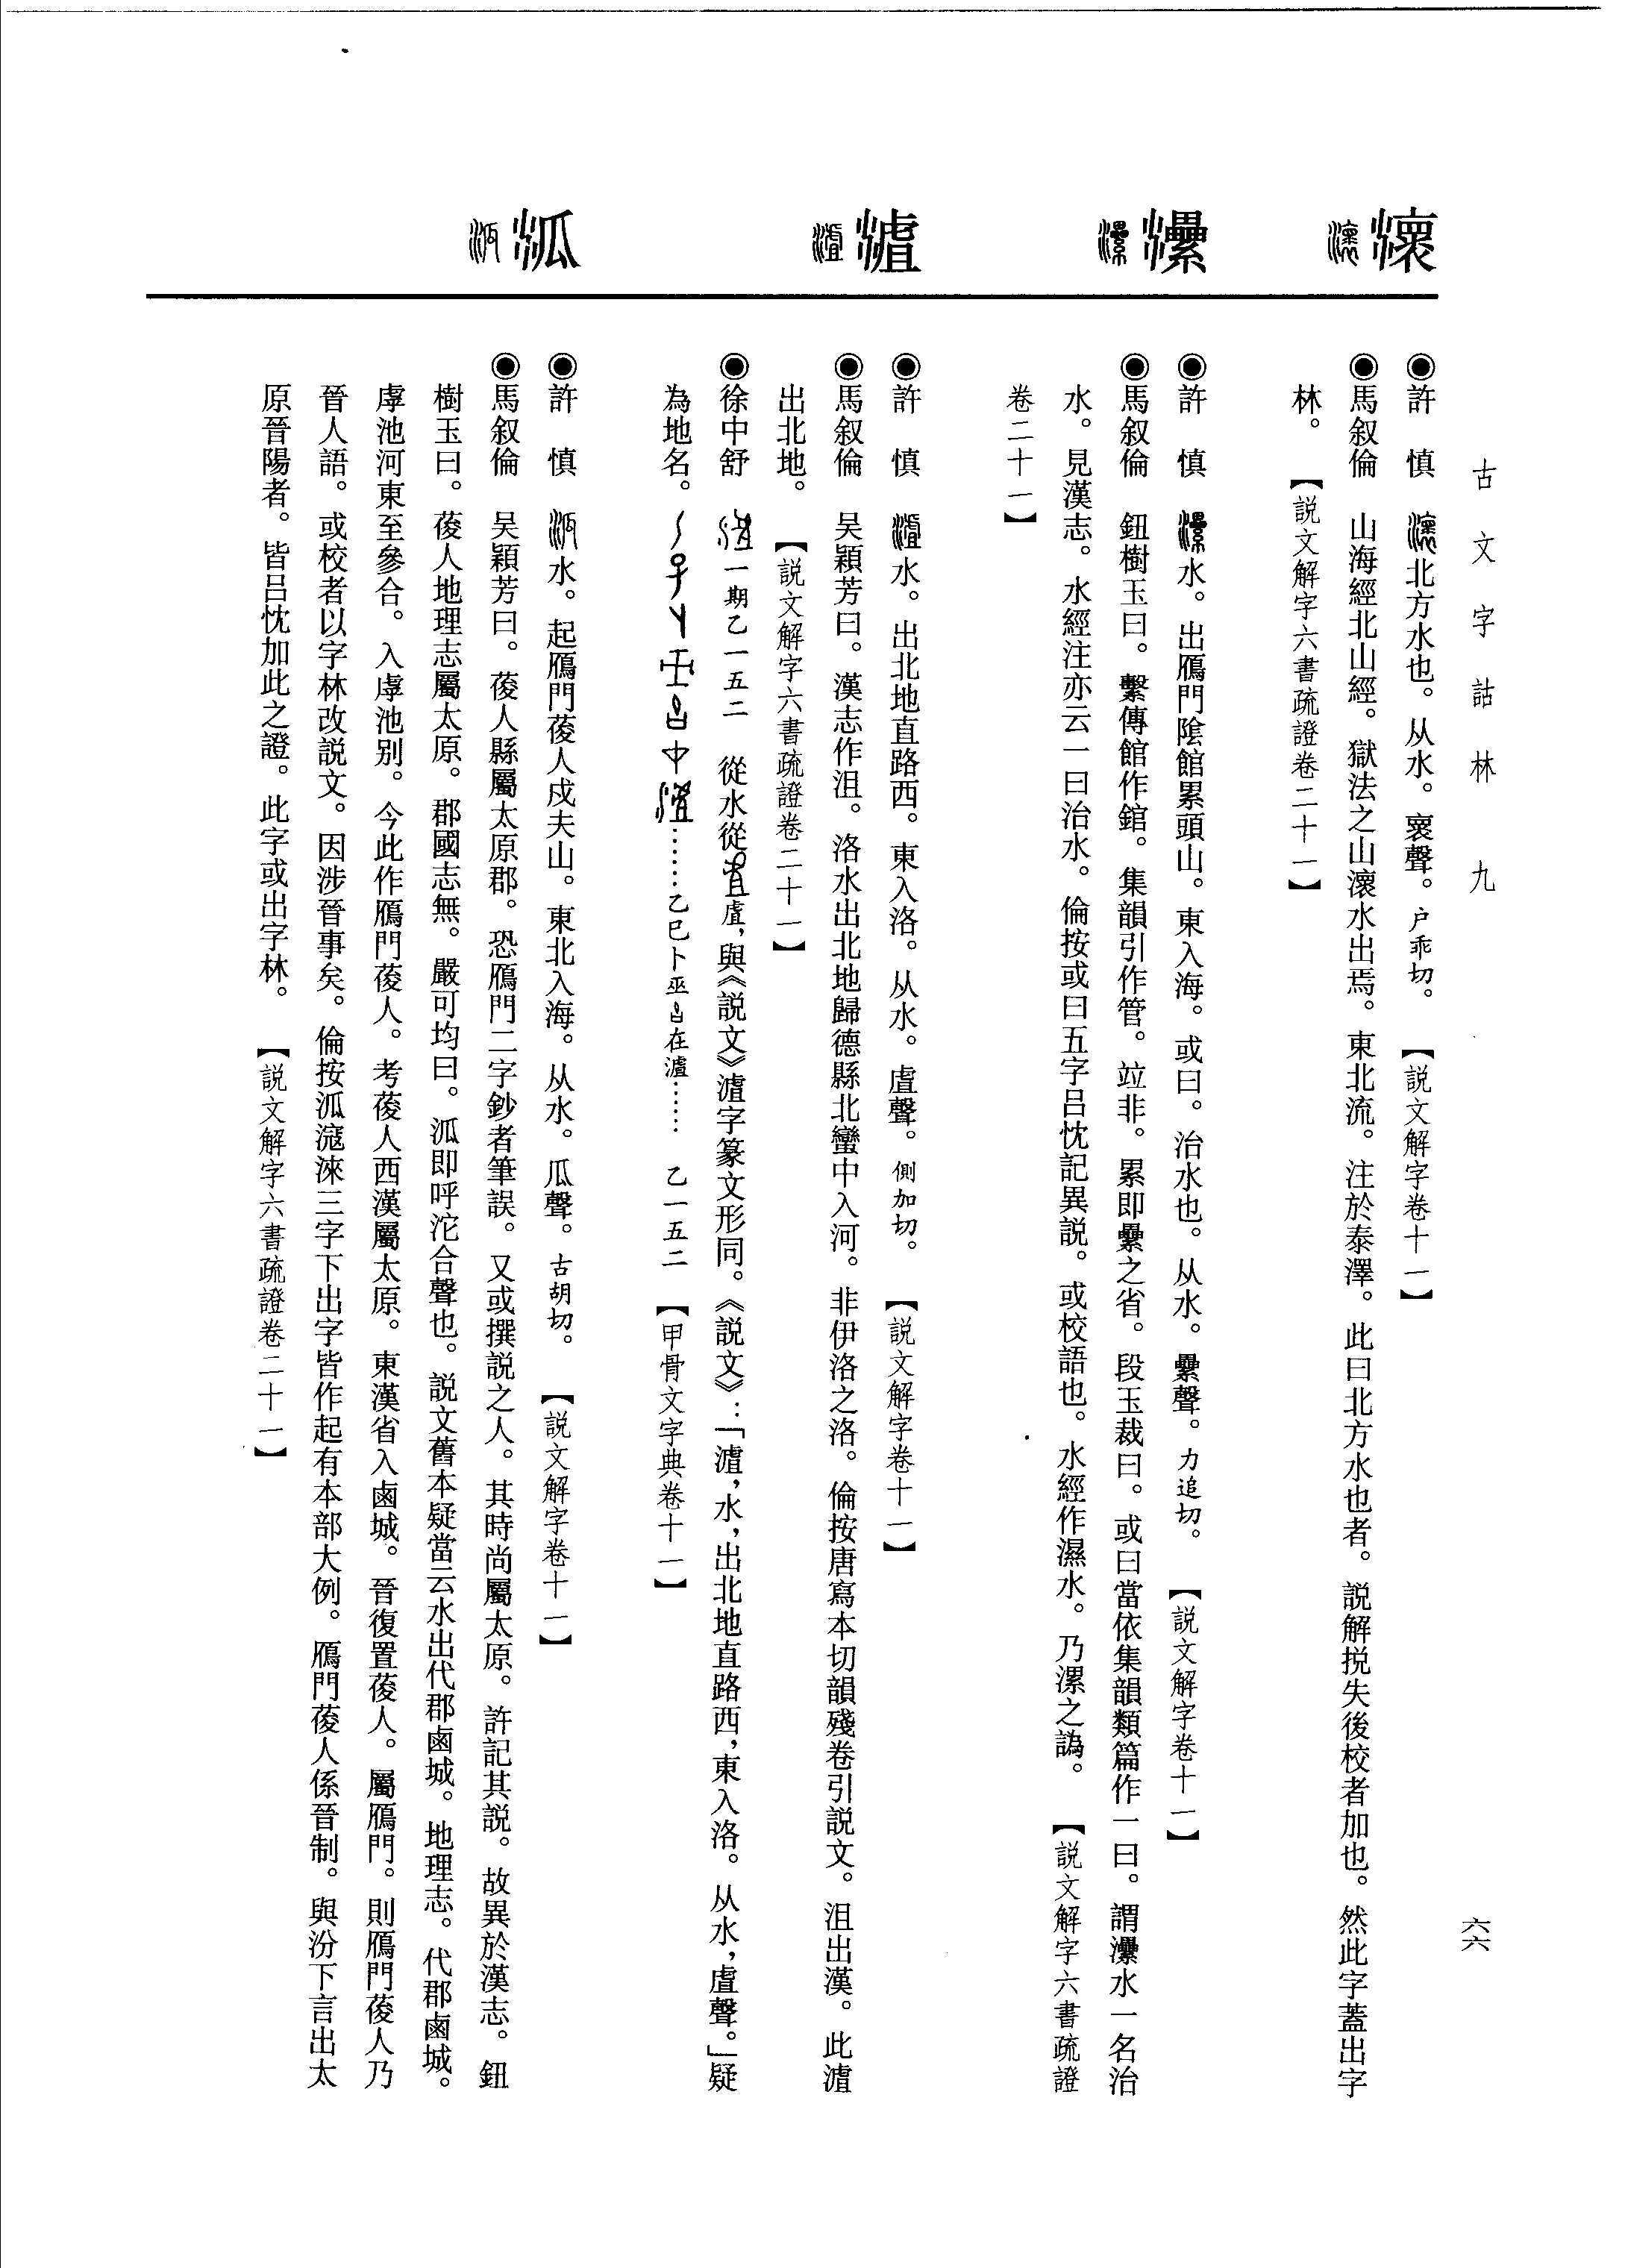 古文字詁林 九
六六
瀤 灅 瀘 泒
◉許 慎 北方水也。从水。褱聲。户乖切。 【説文解字卷十一】
◉馬叙倫 山海經北山經。獄法之山瀤水出焉。東北流。注於泰澤。此曰北方水也者。説解挩失後校者加也。然此字蓋出字
林。 【説文解字六書疏證卷二十一】
◉許 慎 水。出鴈門陰館累頭山。東入海。或曰。治水也。从水。纍聲。力追切。 【説文解字卷十一】
◉馬叙倫 鈕樹玉曰。繫傳館作錧。集韻引作管。竝非。累即纍之省。段玉裁曰。或曰當依集韻類篇作一曰。謂灅水一名治
水。見漢志。水經注亦云一曰治水。倫按或曰五字吕忱記異説。或校語也。水經作濕水。乃漯之譌。 【説文解字六書疏證
卷二十一】
◉許 慎 水。出北地直路西。東入洛。从水。虘聲。側加切。 【説文解字卷十一】
◉馬叙倫 吴穎芳曰。漢志作沮。洛水出北地歸德縣北蠻中入河。非伊洛之洛。倫按唐寫本切韻殘卷引説文。沮出漢。此瀘
出北地。 【説文解字六書疏證卷二十一】
◉徐中舒 一期乙一五二 從水從虘,與《説文》瀘字篆文形同。《説文》:「瀘,水,出北地直路西,東入洛。从水,虘聲。」疑
為地名。……乙巳卜巫在瀘…… 乙一五二 【甲骨文字典卷十一】
◉許 慎 水。起鴈門葰人戍夫山。東北入海。从水。瓜聲。古胡切。 【説文解字卷十一】
◉馬叙倫 吴穎芳曰。葰人縣屬太原郡。恐鴈門二字鈔者筆誤。又或撰説之人。其時尚屬太原。許記其説。故異於漢志。鈕
樹玉曰。葰人地理志屬太原。郡國志無。嚴可均曰。泒即呼沱合聲也。説文舊本疑當云水出代郡鹵城。地理志。代郡鹵城。
虖池河東至參合。入虖池别。今此作鴈門葰人。考葰人西漢屬太原。東漢省入鹵城。晉復置葰人。屬鴈門。則鴈門葰人乃
晉人語。或校者以字林改説文。因涉晉事矣。倫按泒滱淶三字下出字皆作起有本部大例。鴈門葰人係晉制。與汾下言出太
原晉陽者。皆吕忱加此之證。此字或出字林。 【説文解字六書疏證卷二十一】